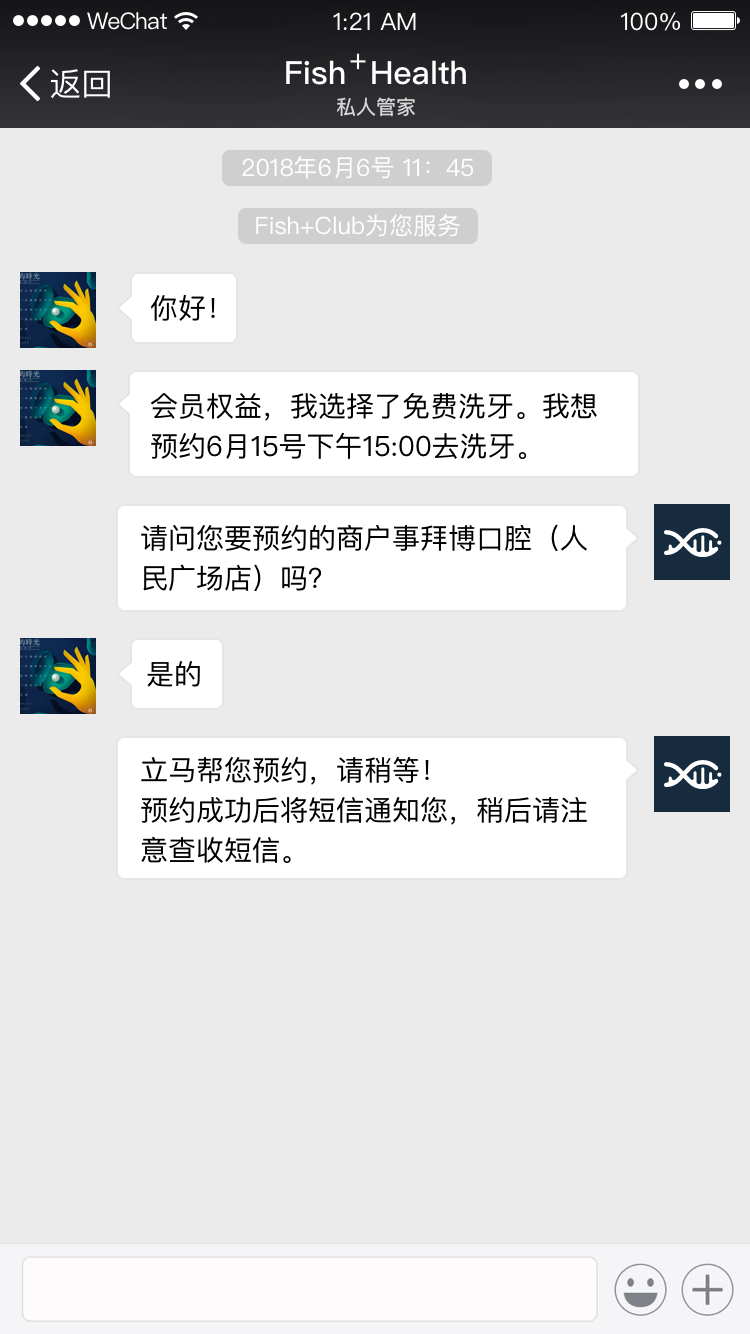 WeChat 1:21 AM 100%
返回
Fish+Health
私人管家
2018年6月6号 11：45
Fish+Club为您服务
你好！
会员权益，我选择了免费洗牙。我想
预约6月15号下午15:00去洗牙。
请问您要预约的商户事拜博口腔（人
民广场店）吗?
是的
立马帮您预约，请稍等！
预约成功后将短信通知您，稍后请注
意查收短信。